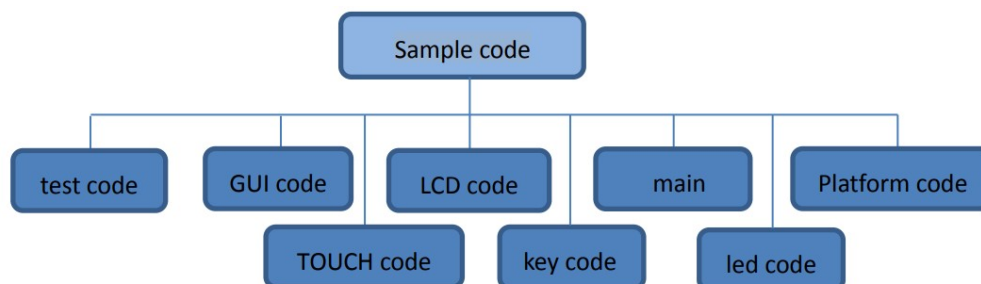 Sample code
test code
GUI code
LCD code
main
Platform code
TOUCH code
key code
led code